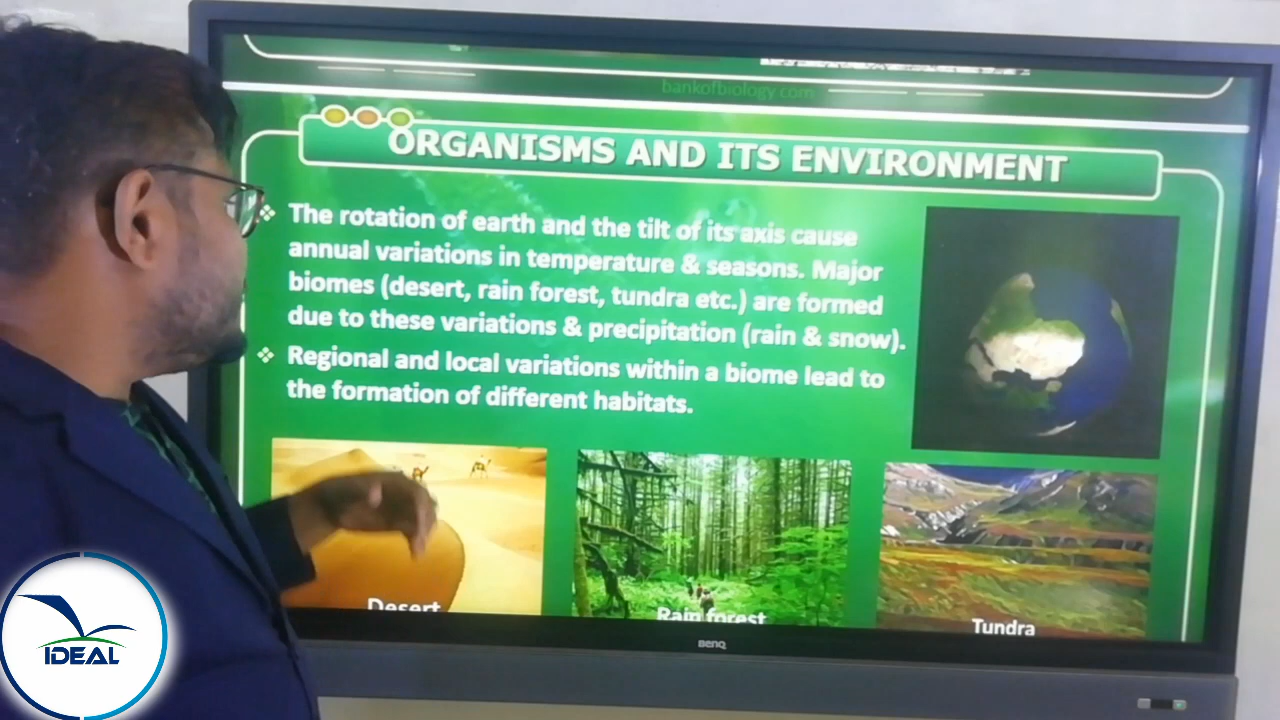 bankofbiology.com
ORGANISMS AND ITS ENVIRONMENT
❖ The rotation of earth and the tilt of its axis cause
annual variations in temperature & seasons. Major
biomes (desert, rain forest, tundra etc.) are formed
due to these variations & precipitation (rain & snow).
❖ Regional and local variations within a biome lead to
the formation of different habitats.
Desert
Rain forest
Tundra
BenQ
IDEAL